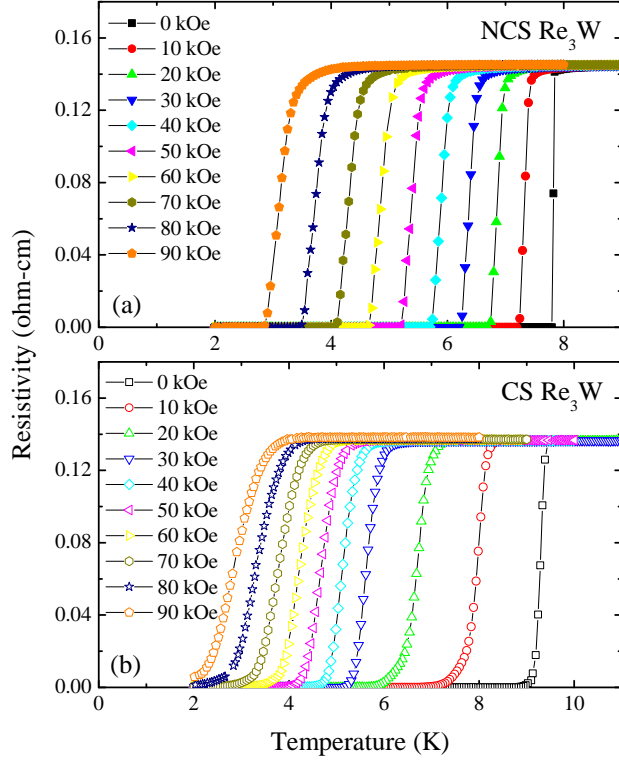 0.16
0.12
0.08
0.04
0.00
0 kOe
10 kOe
20 kOe
30 kOe
40 kOe
50 kOe
60 kOe
70 kOe
80 kOe
90 kOe
NCS Re3W
(a)
0 2 4 6 8
Resistivity (ohm-cm)
0.16
0.12
0.08
0.04
0.00
0 kOe
10 kOe
20 kOe
30 kOe
40 kOe
50 kOe
60 kOe
70 kOe
80 kOe
90 kOe
CS Re3W
(b)
0 2 4 6 8 10
Temperature (K)